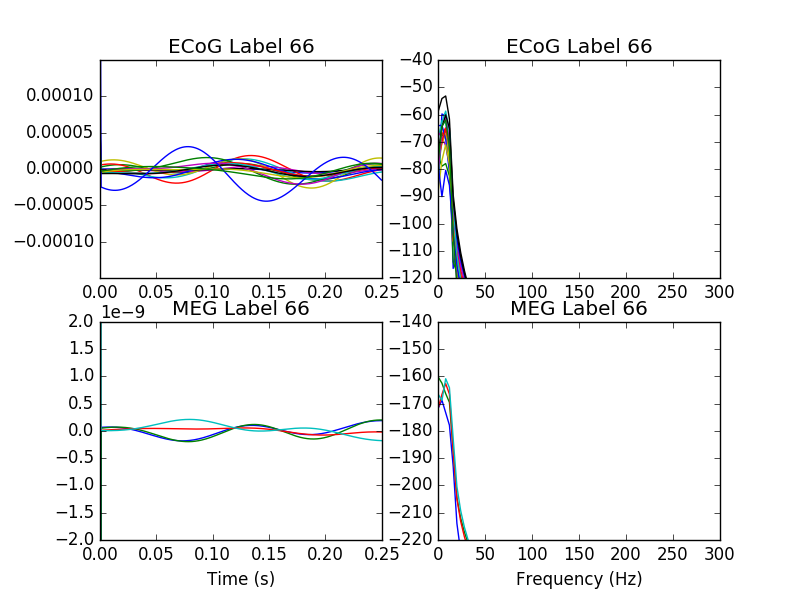 ECoG Label 66
0.00010
0.00005
0.00000
−0.00005
−0.00010
0.00 0.05 0.10 0.15 0.20 0.25
ECoG Label 66
−40
−50
−60
−70
−80
−90
−100
−110
−120
0 50 100 150 200 250 300
MEG Label 66
1e−9
2.0
1.5
1.0
0.5
0.0
−0.5
−1.0
−1.5
−2.0
0.00 0.05 0.10 0.15 0.20 0.25
Time (s)
MEG Label 66
−140
−150
−160
−170
−180
−190
−200
−210
−220
0 50 100 150 200 250 300
Frequency (Hz)